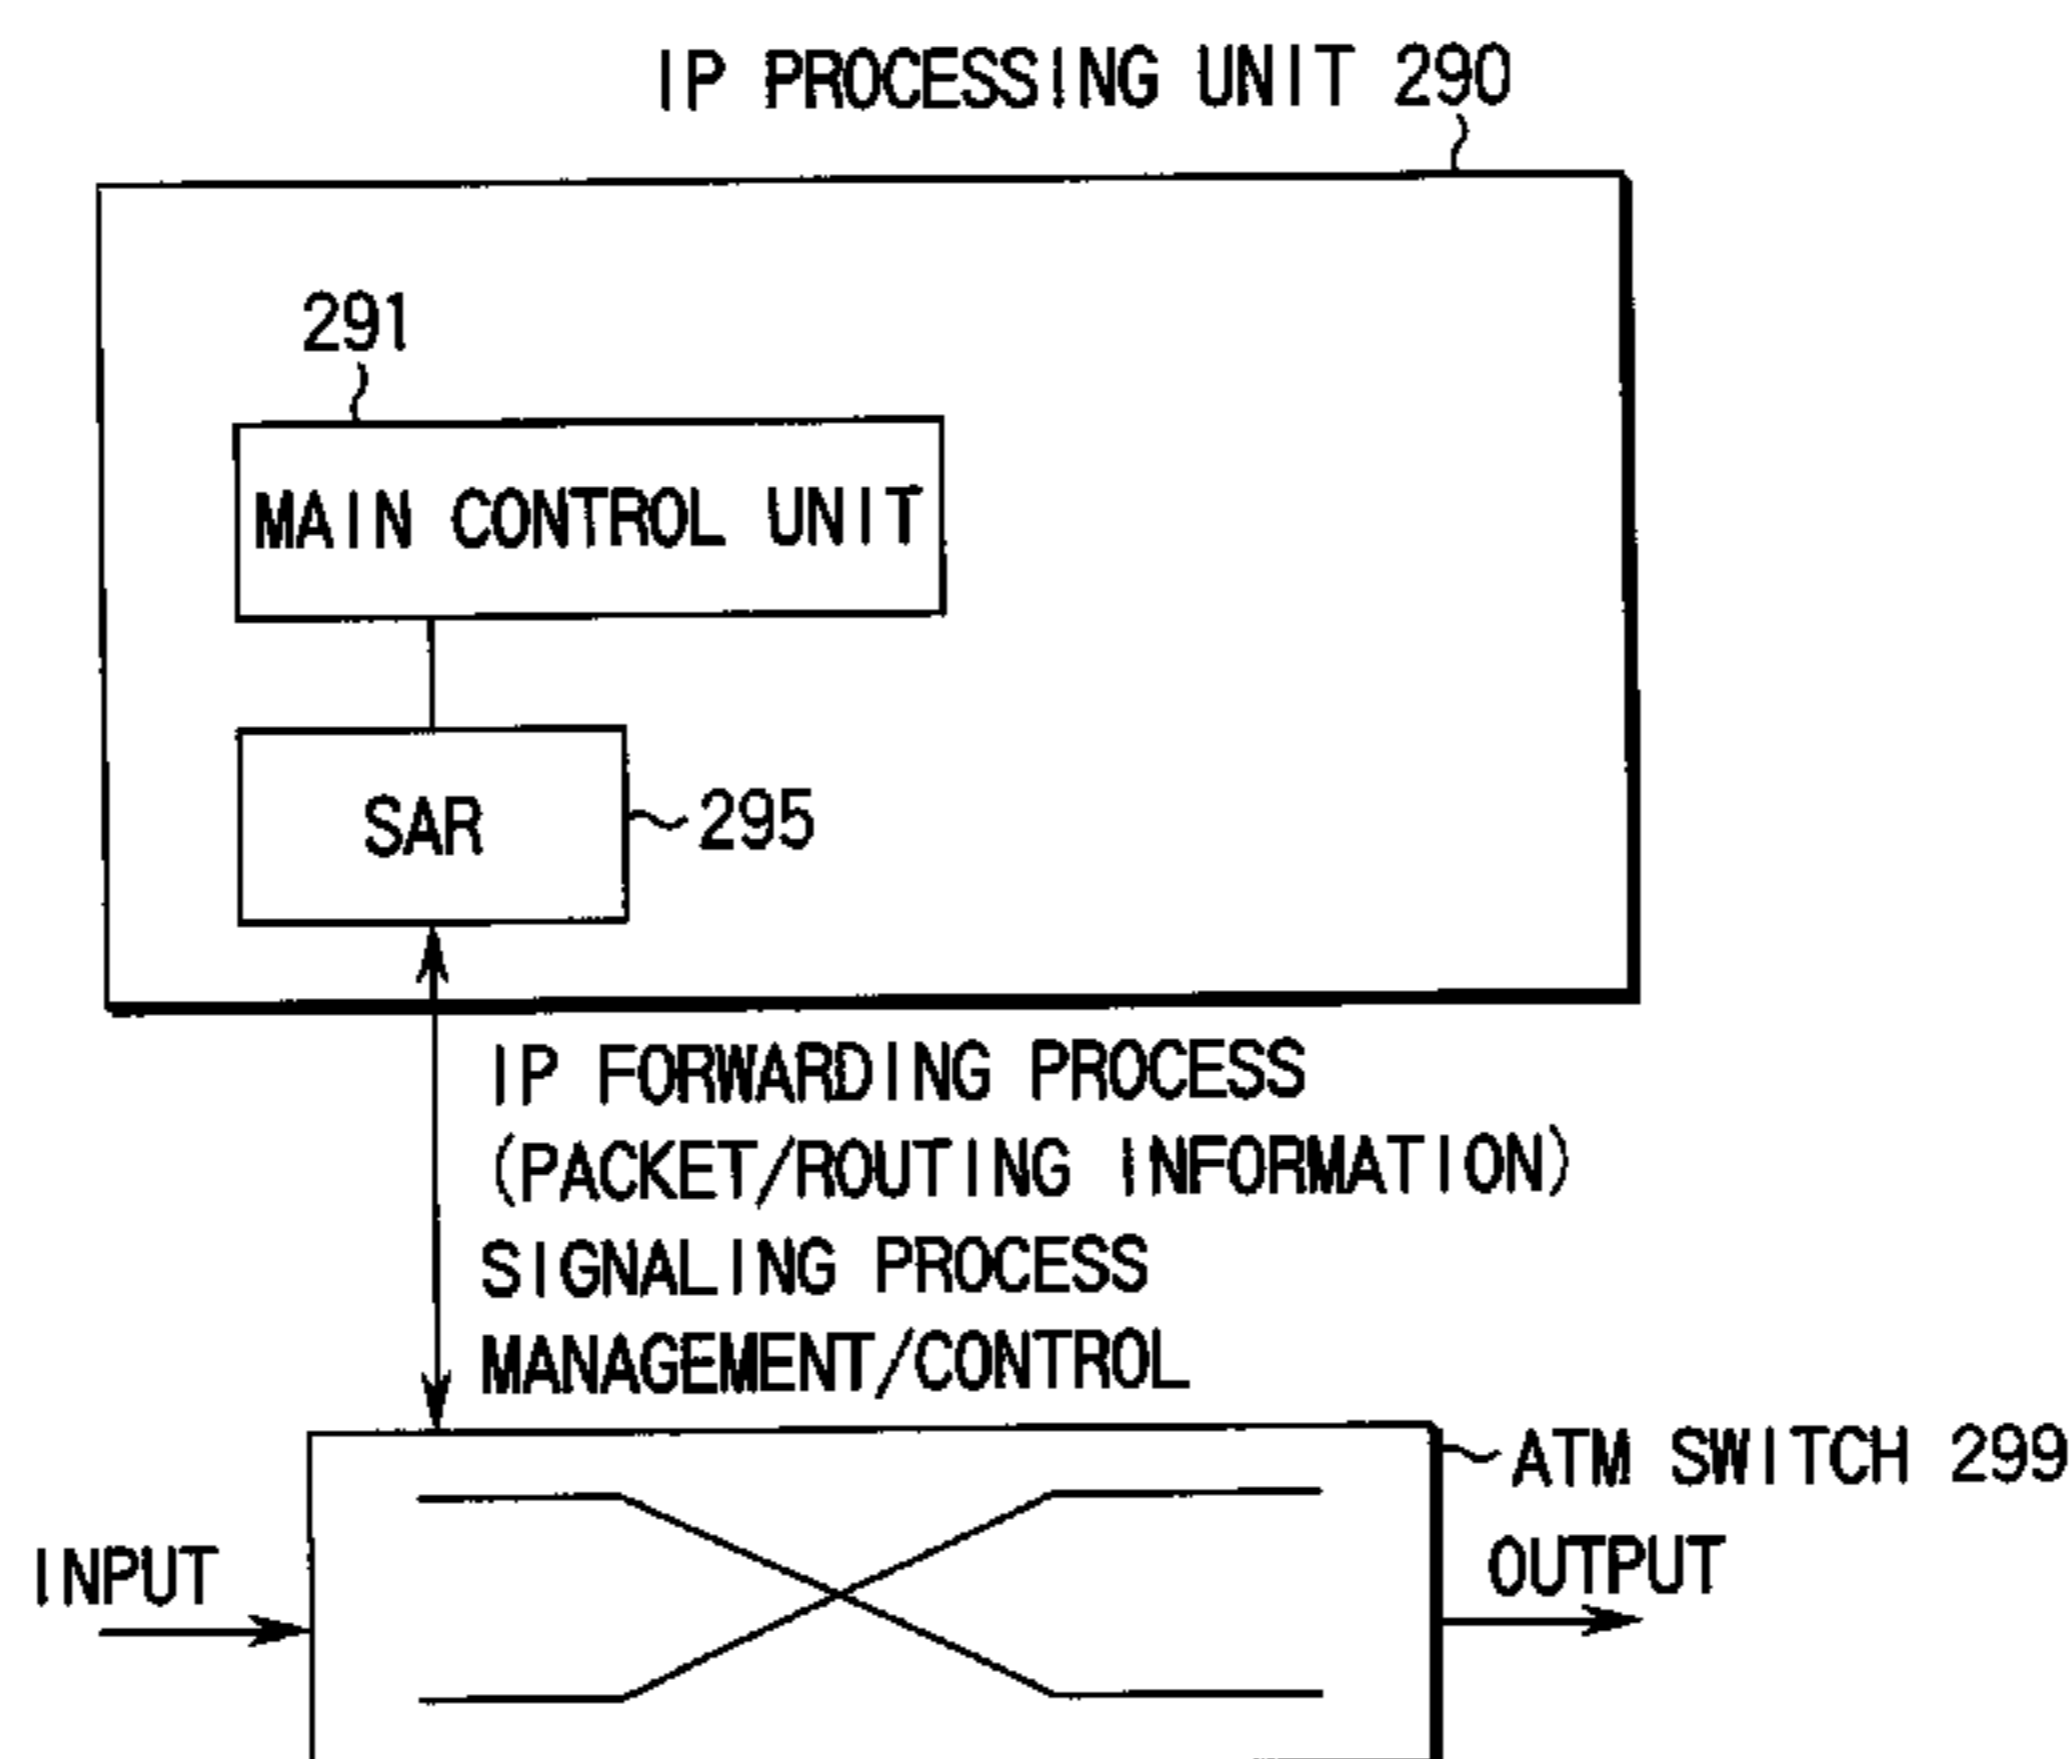 IP PROCESSING UNIT 290
291
MAIN CONTROL UNIT
SAR
295
IP FORWARDING PROCESS
(PACKET/ROUTING INFORMATION)
SIGNALING PROCESS
MANAGEMENT/CONTROL
ATM SWITCH 299
INPUT
OUTPUT